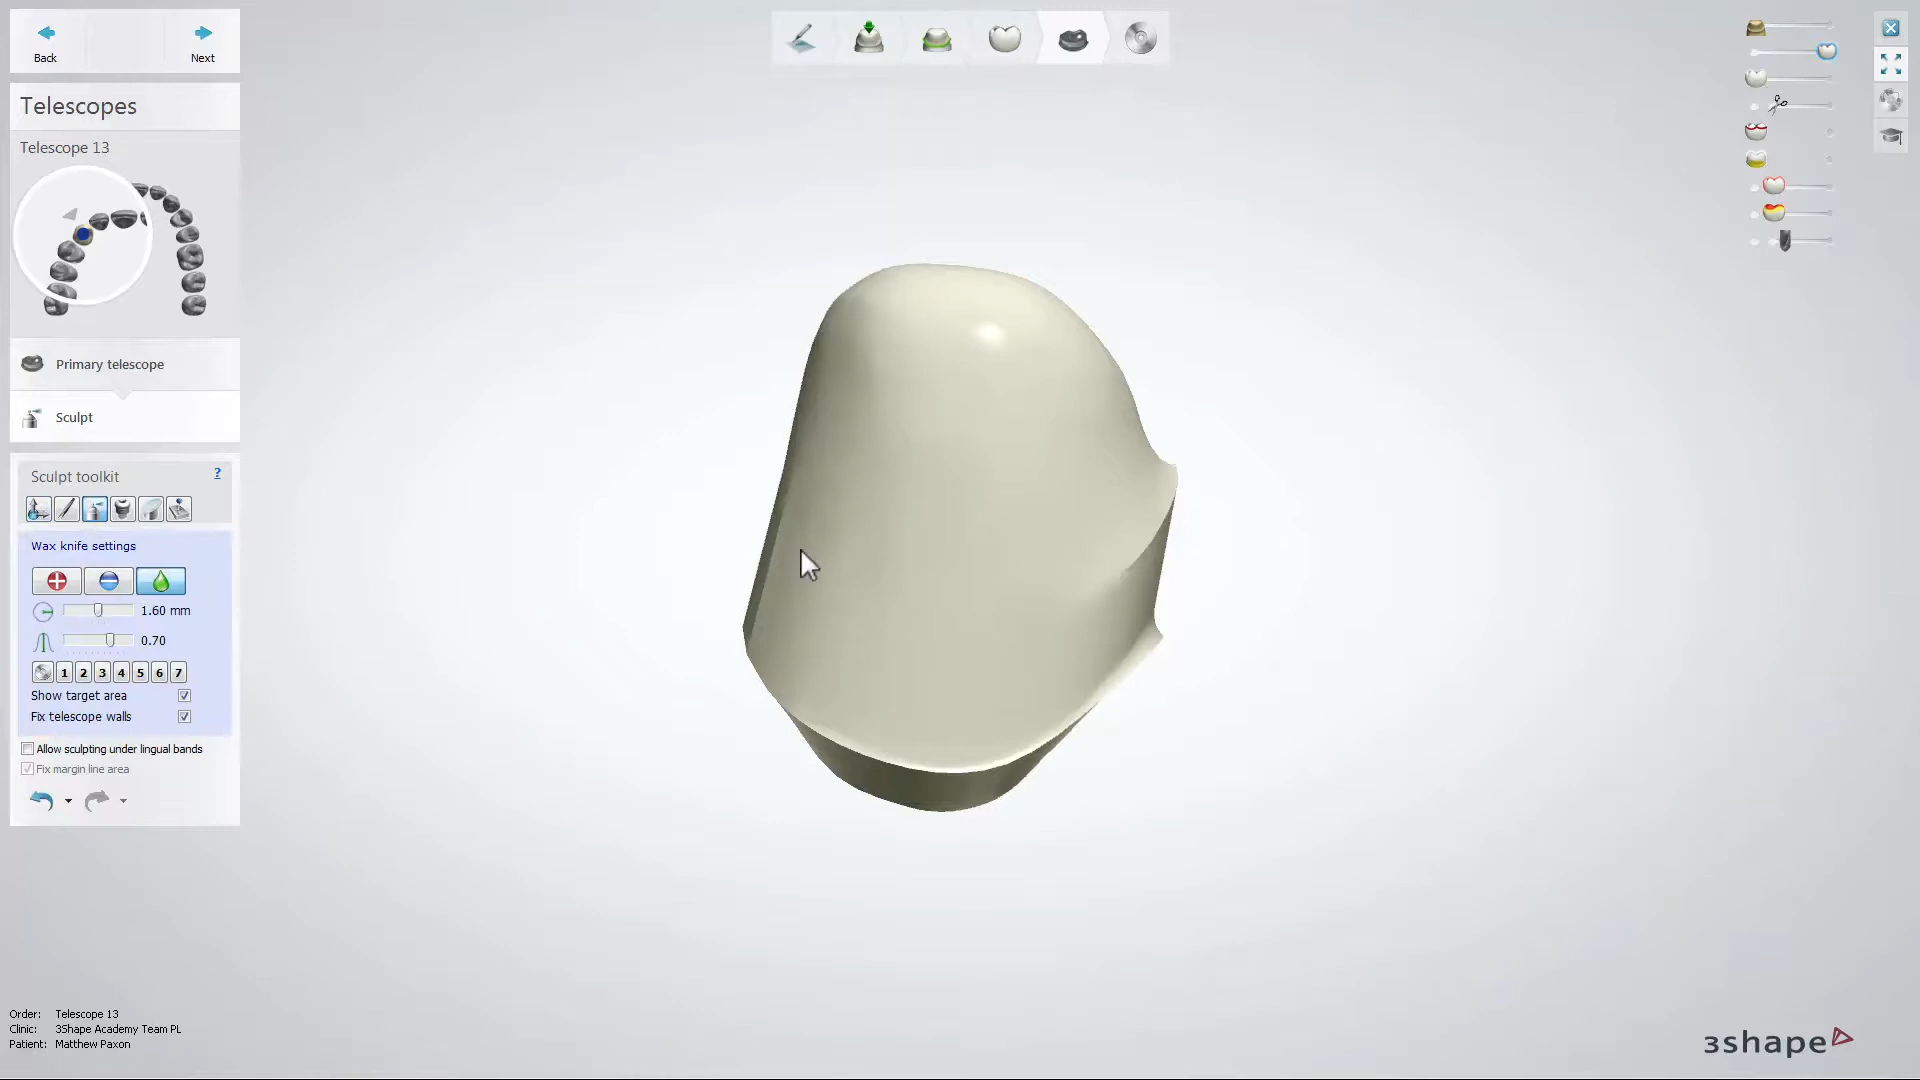 Back
Next
Telescopes
Telescope 13
Primary telescope
Sculpt
Sculpt toolkit
?
Wax knife settings
1.60 mm
0.70
1 2 3 4 5 6 7
Show target area
Fix telescope walls
Allow sculpting under lingual bands
Fix margin line area
Order: Telescope 13
Clinic: 3Shape Academy Team PL
Patient: Matthew Paxon
3shape